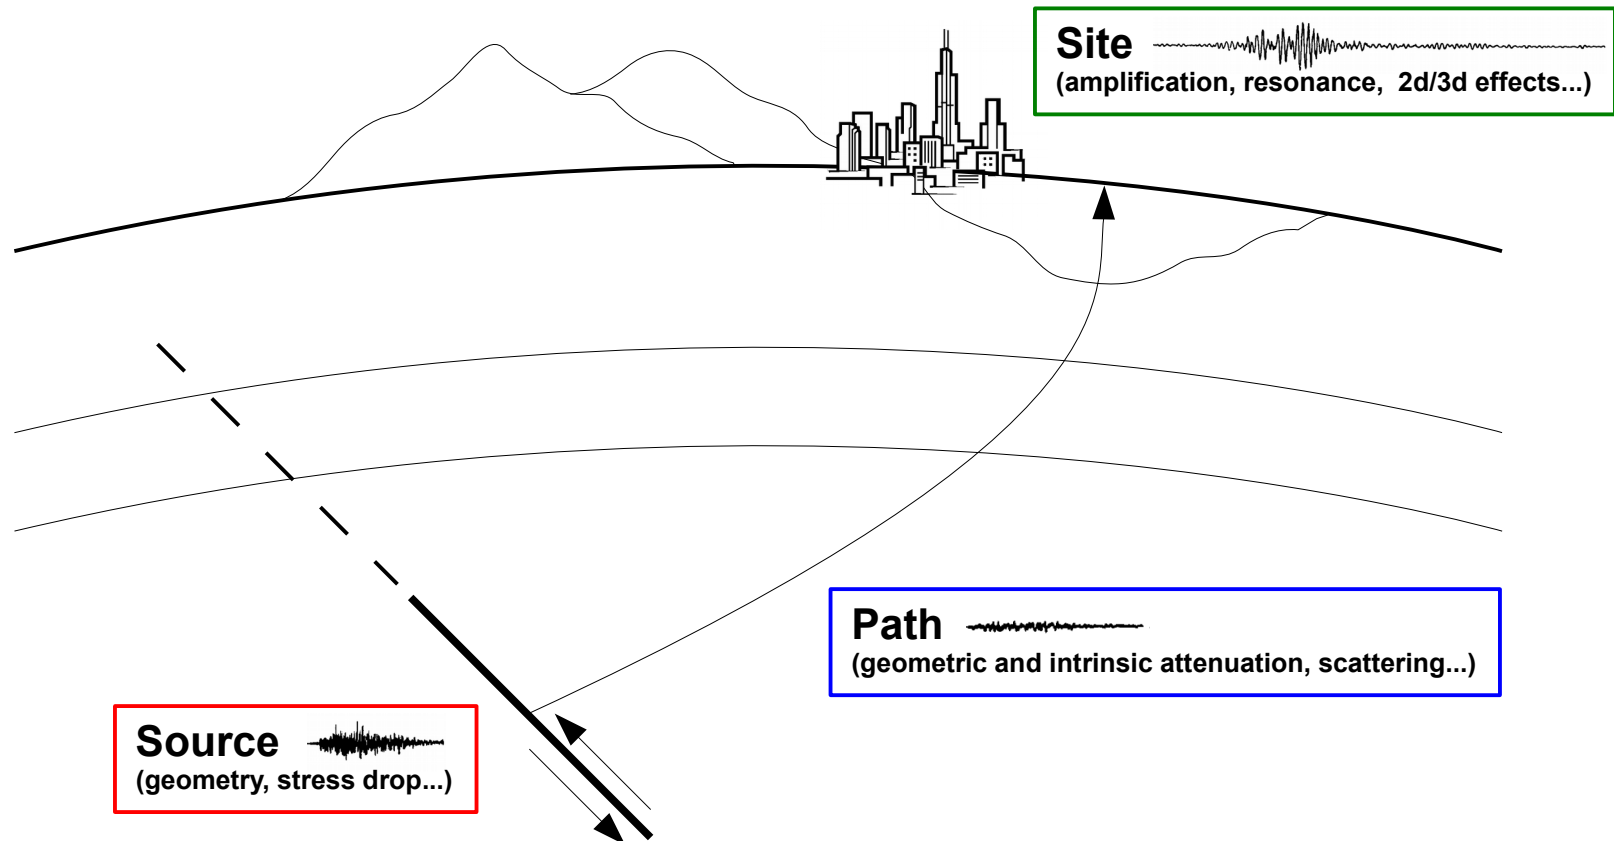 Site
(amplification, resonance, 2d/3d effects...)
Path
(geometric and intrinsic attenuation, scattering...)
Source
(geometry, stress drop...)